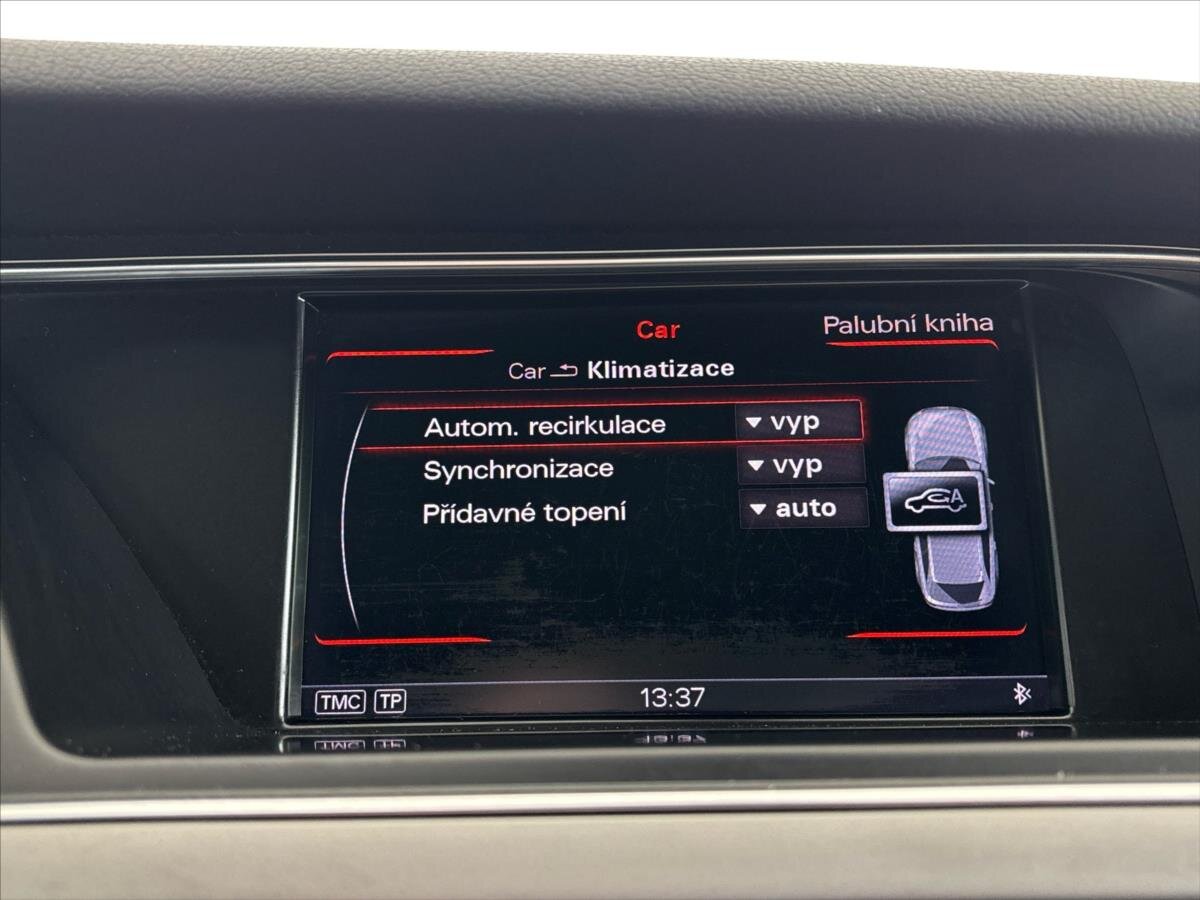 Car
Palubní kniha
Car Klimatizace
Autom. recirkulace vyp
Synchronizace vyp
Přídavné topení auto
A
TMC TP 13:37